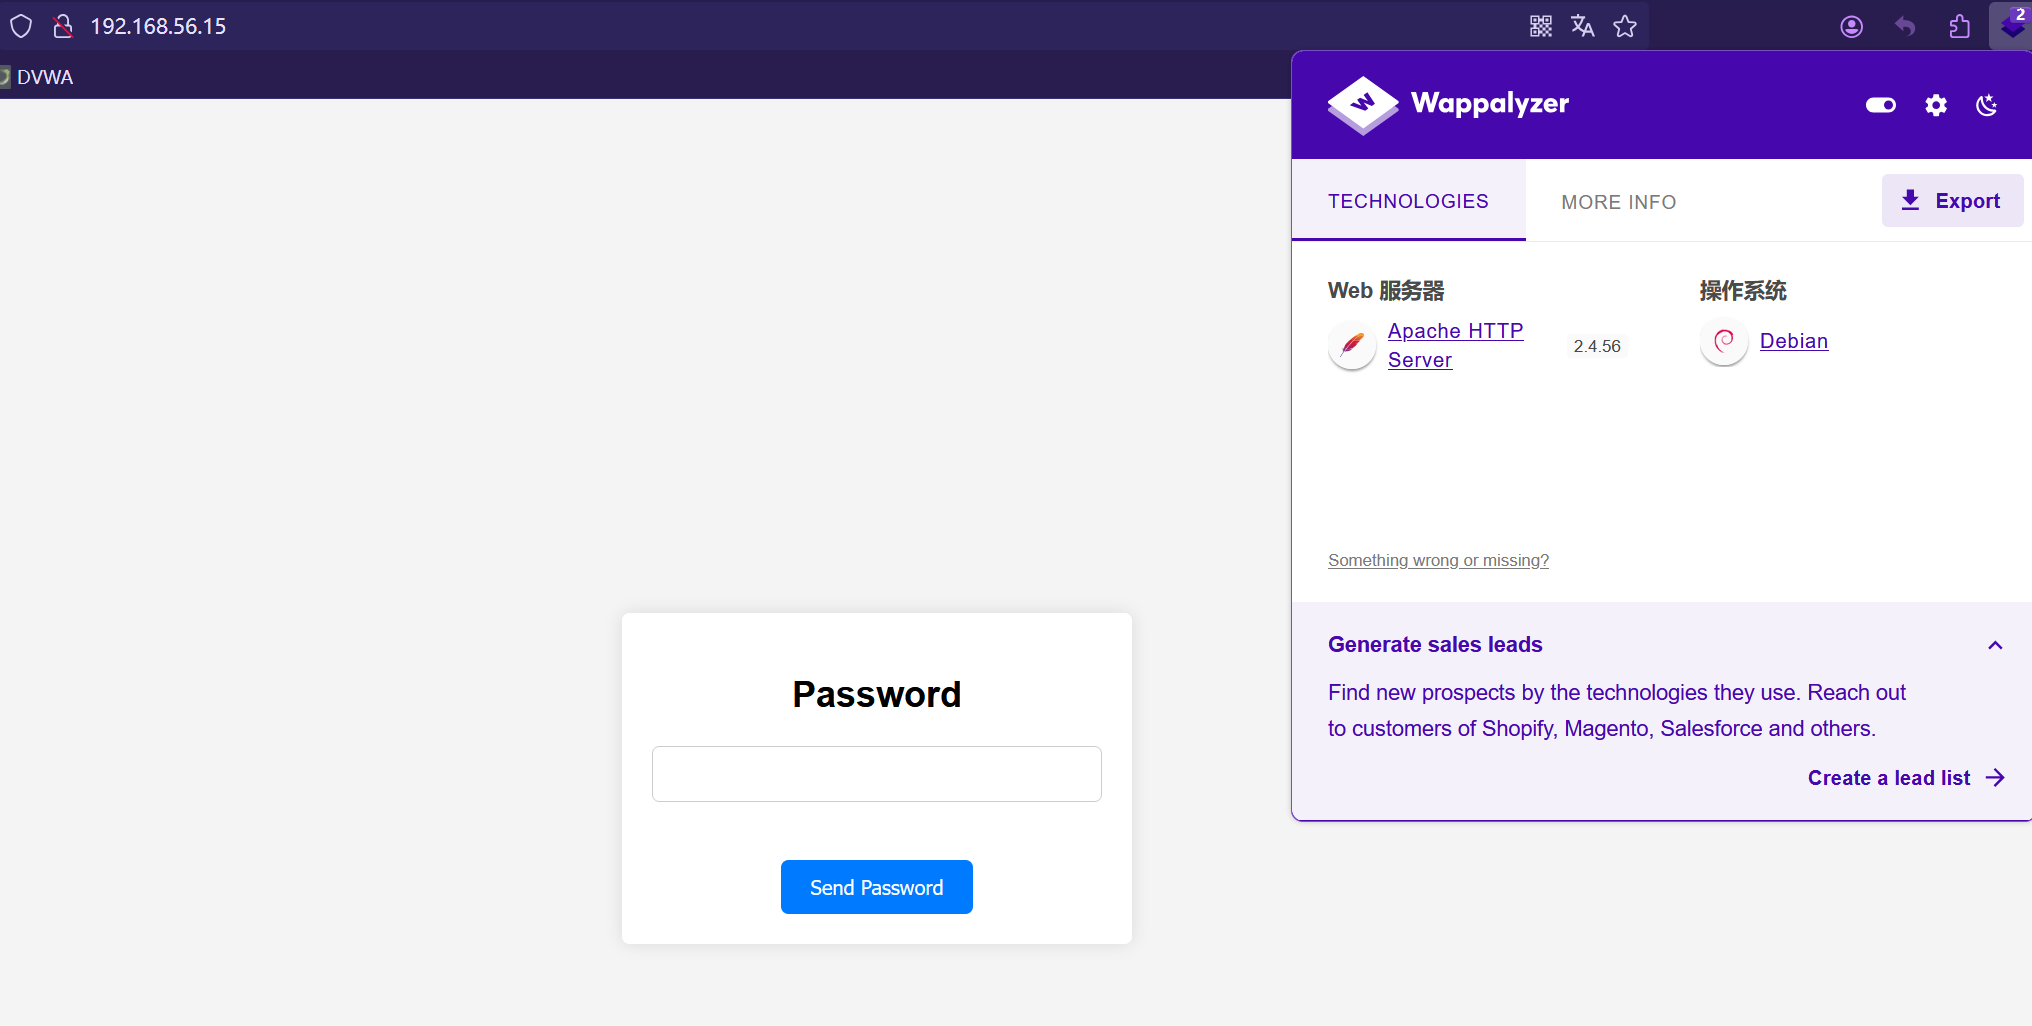 192.168.56.15
2
DVWA
Wappalyzer
TECHNOLOGIES
MORE INFO
Export
Web 服务器
Apache HTTP
Server
2.4.56
操作系统
Debian
Something wrong or missing?
Generate sales leads
Find new prospects by the technologies they use. Reach out
to customers of Shopify, Magento, Salesforce and others.
Create a lead list
Password
Send Password